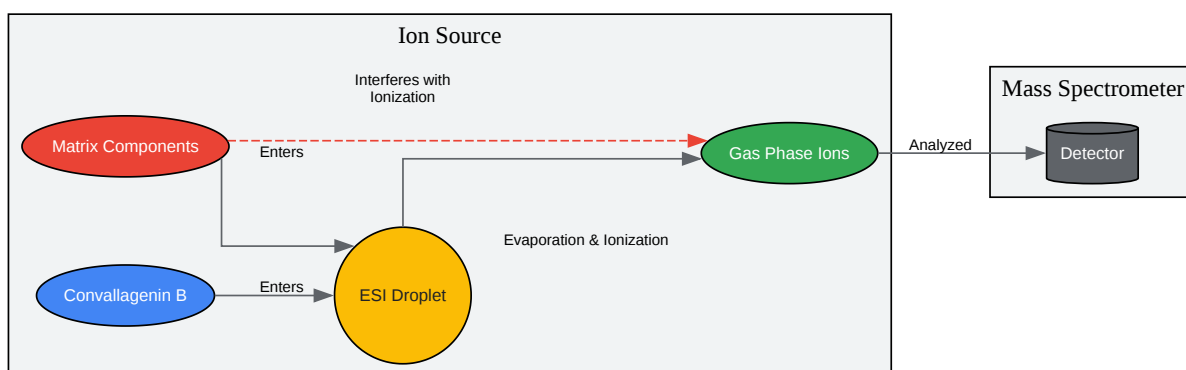 Ion Source
Interferes with
Ionization
Mass Spectrometer
Matrix Components
Enters
Gas Phase Ions
Analyzed
Detector
Evaporation & Ionization
Convallagenin B
Enters
ESI Droplet